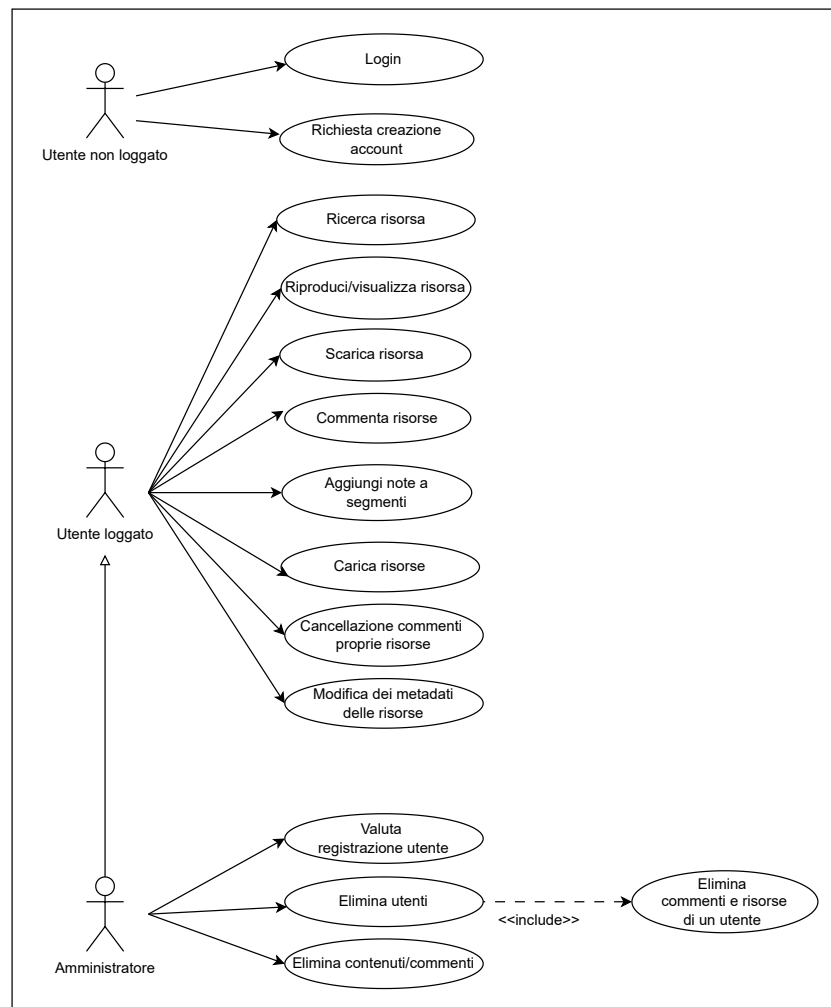 Login
Richiesta creazione
account
Utente non loggato
Ricerca risorsa
Riproduci/visualizza risorsa
Scarica risorsa
Commenta risorse
Aggiungi note a
segmenti
Utente loggato
Carica risorse
Cancellazione commenti
proprie risorse
Modifica dei metadati
delle risorse
Valuta
registrazione utente
Elimina utenti
<<include>>
Elimina
commenti e risorse
di un utente
Elimina contenuti/commenti
Amministratore